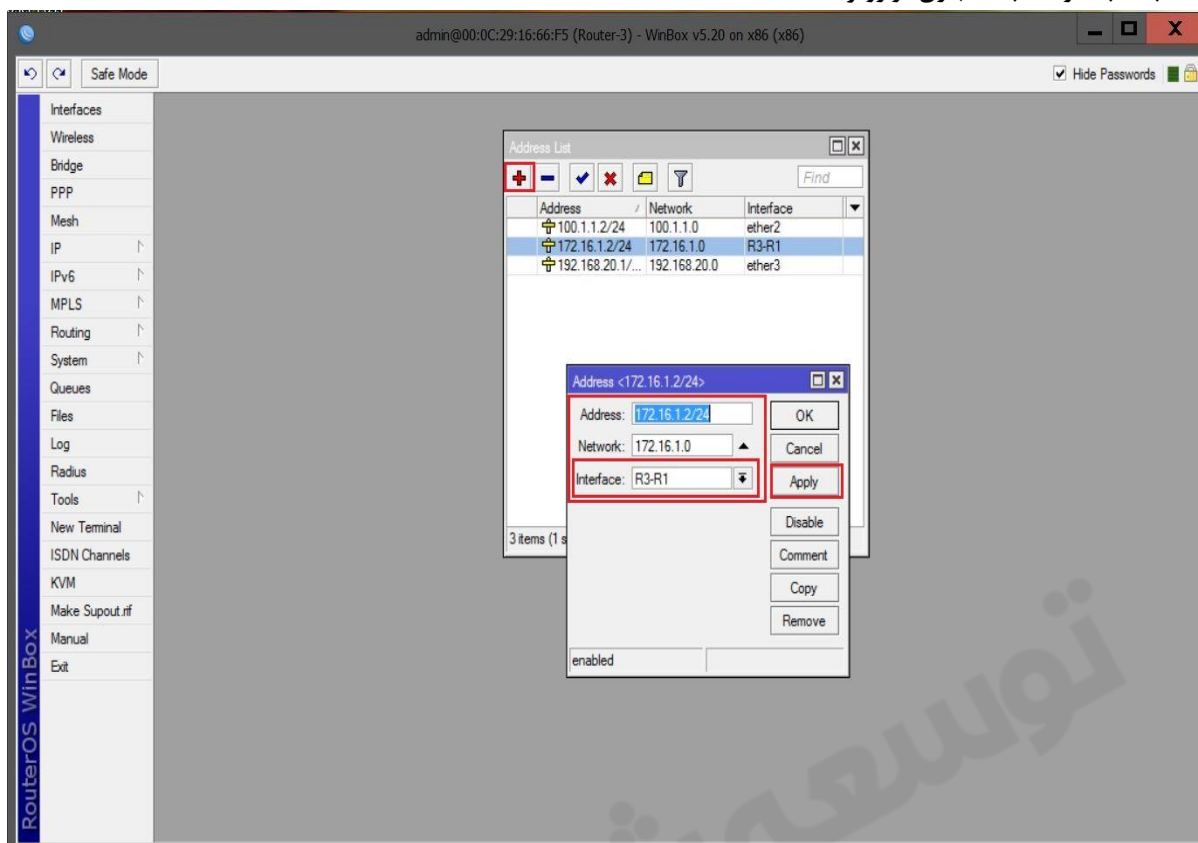 admin@00:0C:29:16:66:F5 (Router-3) - WinBox v5.20 on x86 (x86)
Safe Mode
Hide Passwords
Interfaces
Wireless
Bridge
PPP
Mesh
IP
IPv6
MPLS
Routing
System
Queues
Files
Log
Radius
Tools
New Terminal
ISDN Channels
KVM
Make Supout.rif
Manual
Exit
RouterOS WinBox
Address List
Find
Address Network Interface
100.1.1.2/24 100.1.1.0 ether2
172.16.1.2/24 172.16.1.0 R3-R1
192.168.20.1/... 192.168.20.0 ether3
3 items (1 s
Address <172.16.1.2/24>
Address: 172.16.1.2/24
Network: 172.16.1.0
Interface: R3-R1
OK
Cancel
Apply
Disable
Comment
Copy
Remove
enabled
توسعه